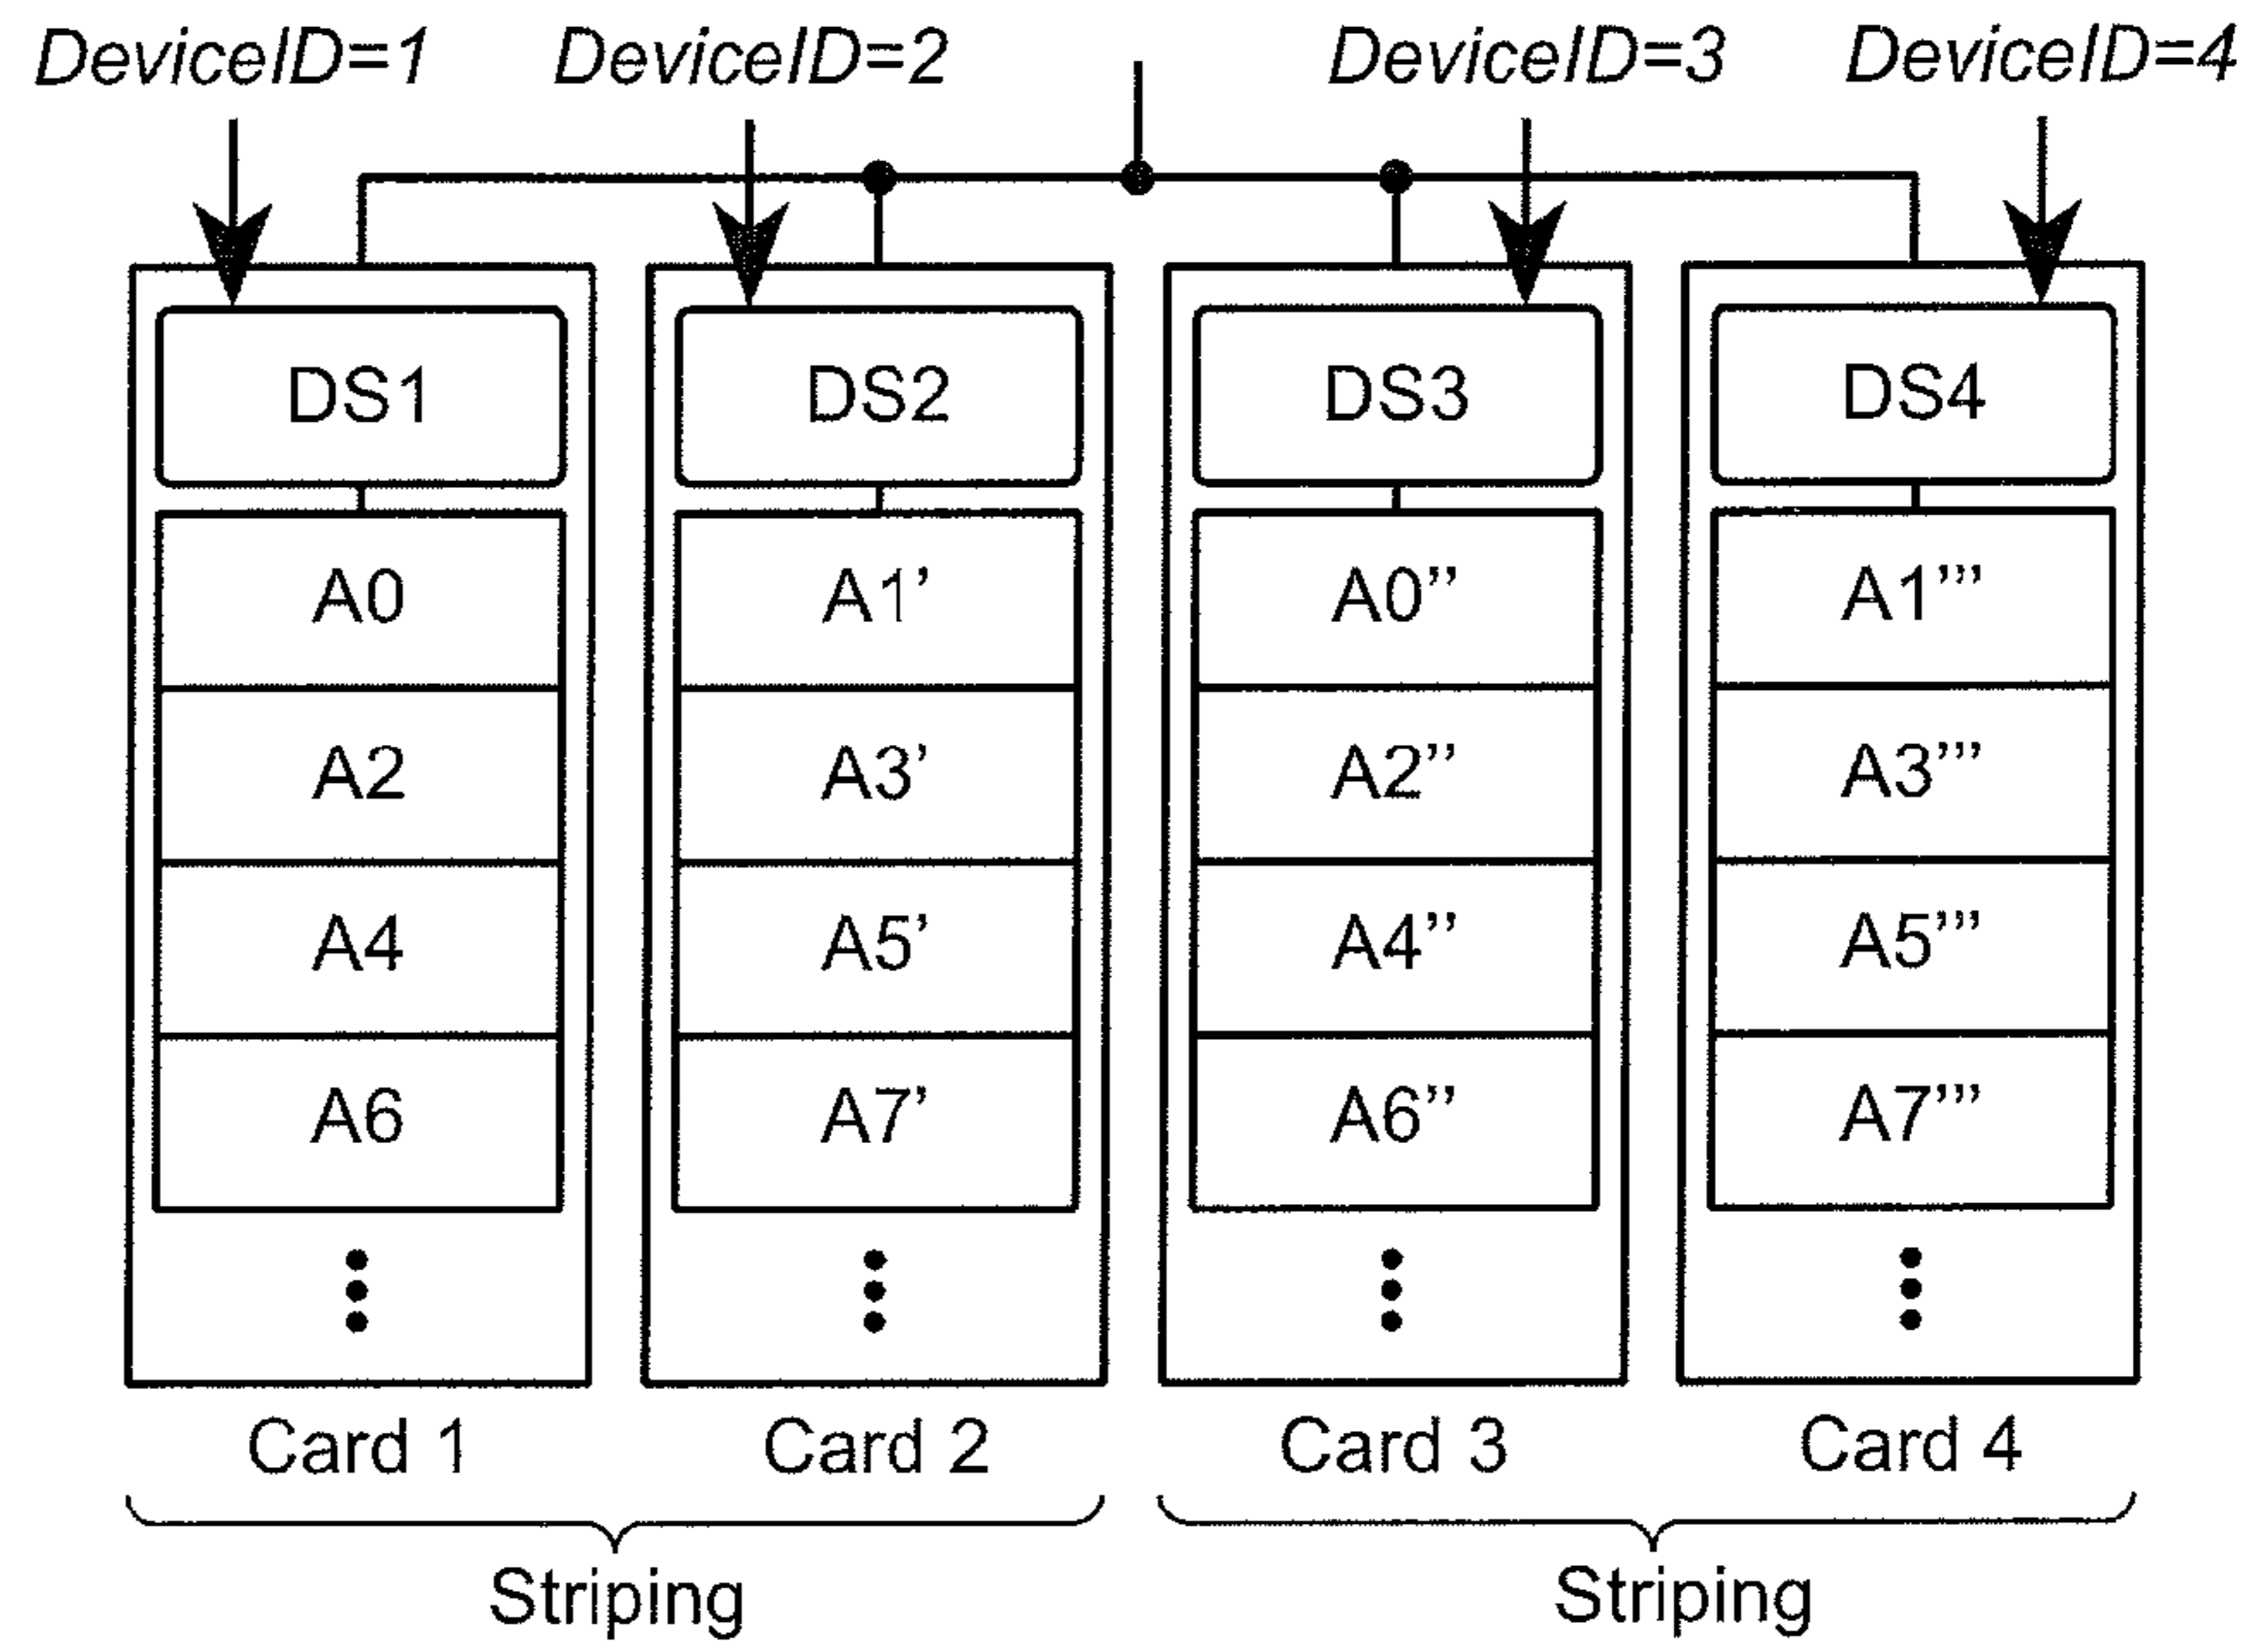 DeviceID=1 DeviceID=2 DeviceID=3 DeviceID=4
DS1 DS2 DS3 DS4
A0 A1’ A0’’ A1’’’
A2 A3’ A2’’ A3’’’
A4 A5’ A4’’ A5’’’
A6 A7’ A6’’ A7’’’
Card 1 Card 2 Card 3 Card 4
Striping Striping